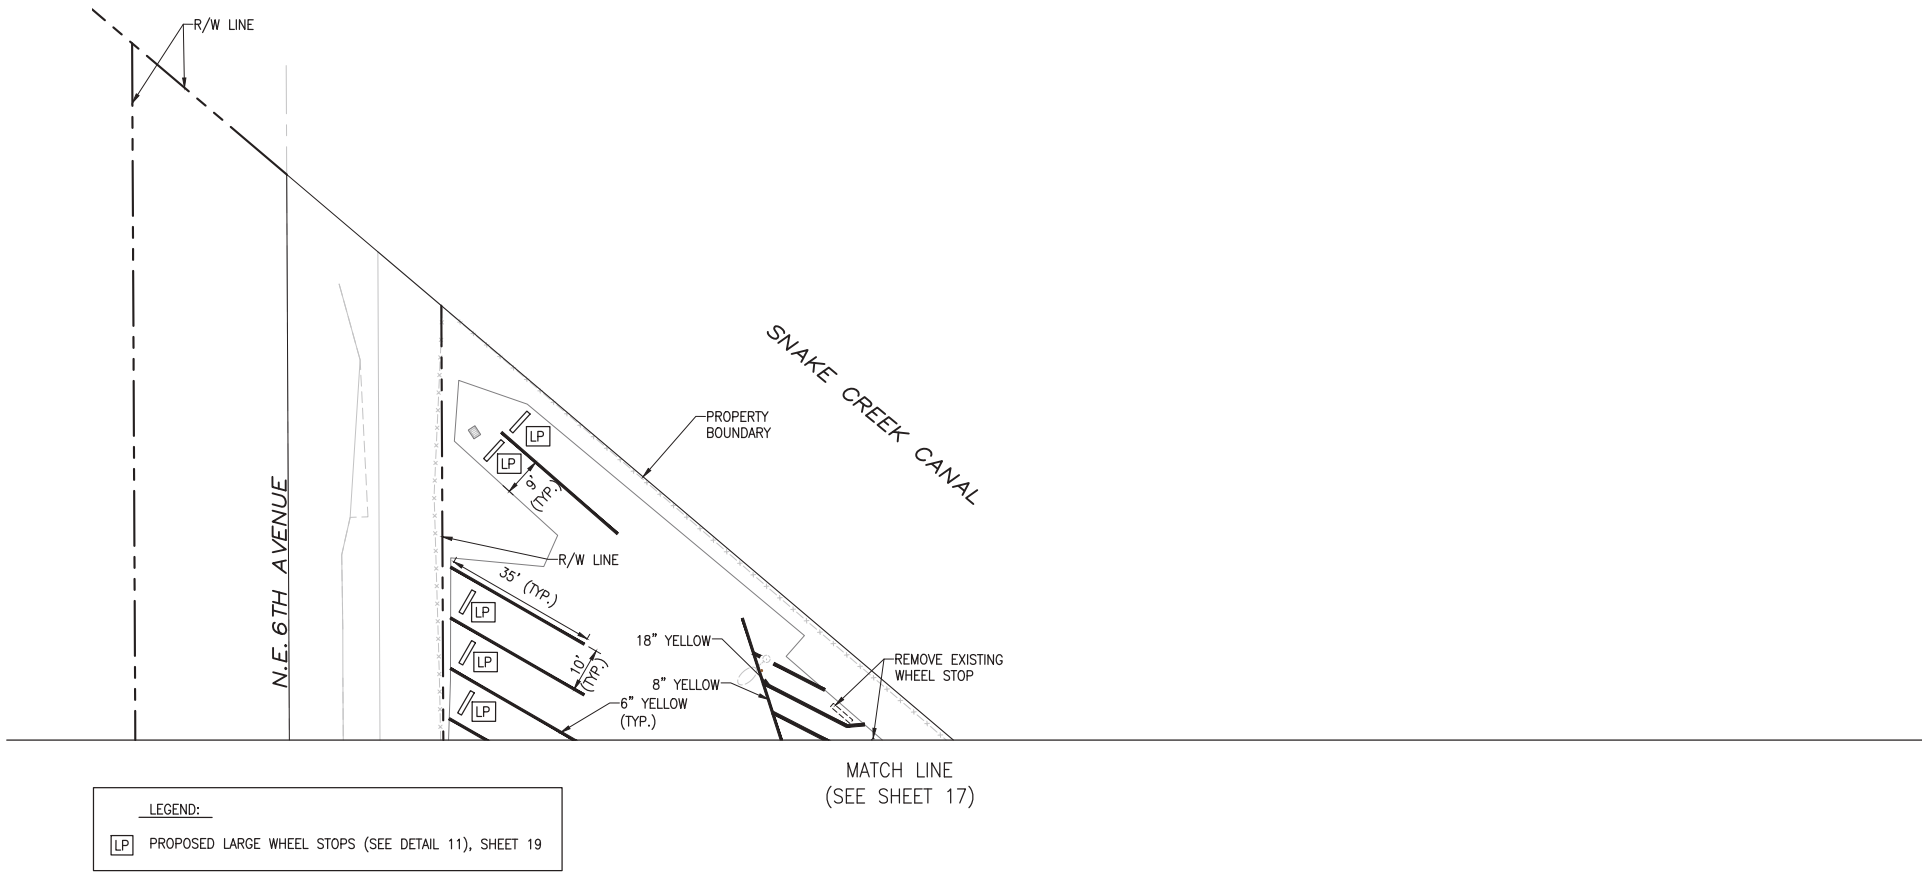 R/W LINE
SNAKE CREEK CANAL
PROPERTY
BOUNDARY
LP
LP
9'
(TYP.)
N.E. 6TH AVENUE
R/W LINE
35' (TYP.)
LP
18" YELLOW
10'
(TYP.)
LP
REMOVE EXISTING
WHEEL STOP
8" YELLOW
6" YELLOW
(TYP.)
LP
MATCH LINE
(SEE SHEET 17)
LEGEND:
LP PROPOSED LARGE WHEEL STOPS (SEE DETAIL 11), SHEET 19